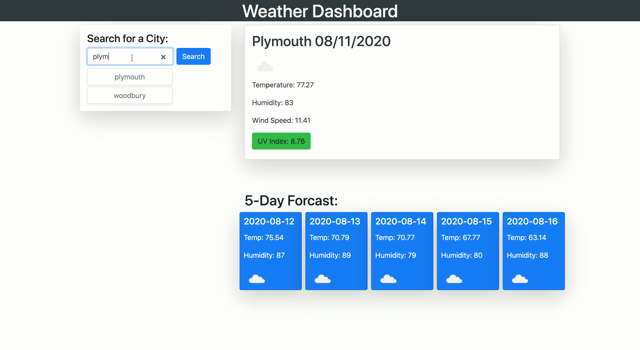 Weather Dashboard
Search for a City:
plym
Search
plymouth
woodbury
Plymouth 08/11/2020
Temperature: 77.27
Humidity: 83
Wind Speed: 11.41
UV Index: 8.76
5-Day Forcast:
2020-08-12
Temp: 75.54
Humidity: 87
2020-08-13
Temp: 70.79
Humidity: 89
2020-08-14
Temp: 70.77
Humidity: 79
2020-08-15
Temp: 67.77
Humidity: 80
2020-08-16
Temp: 63.14
Humidity: 88